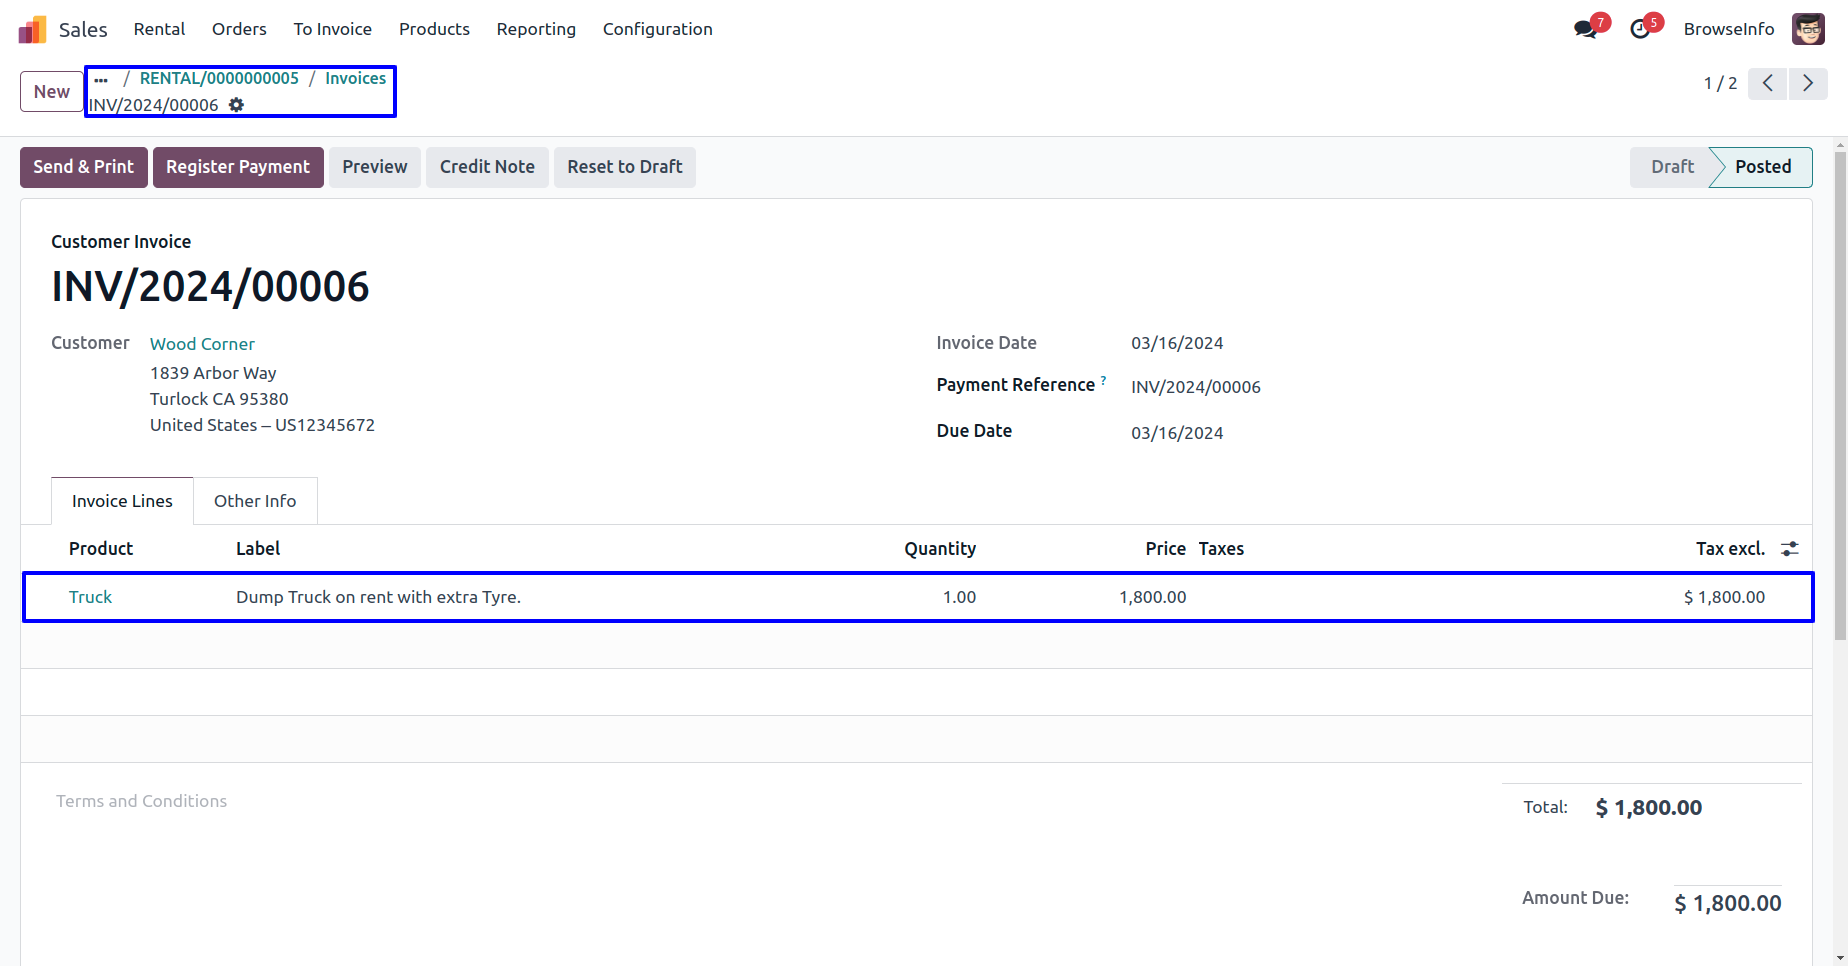 Sales Rental Orders To Invoice Products Reporting Configuration 7 5 BrowseInfo
New ... / RENTAL/0000000005 / Invoices
INV/2024/00006
1 / 2
Send & Print Register Payment Preview Credit Note Reset to Draft Draft Posted
Customer Invoice
INV/2024/00006
Customer Wood Corner
1839 Arbor Way
Turlock CA 95380
United States – US12345672
Invoice Date 03/16/2024
Payment Reference ? INV/2024/00006
Due Date 03/16/2024
Invoice Lines Other Info
Product Label Quantity Price Taxes Tax excl.
Truck Dump Truck on rent with extra Tyre. 1.00 1,800.00 $ 1,800.00
Terms and Conditions
Total: $ 1,800.00
Amount Due: $ 1,800.00